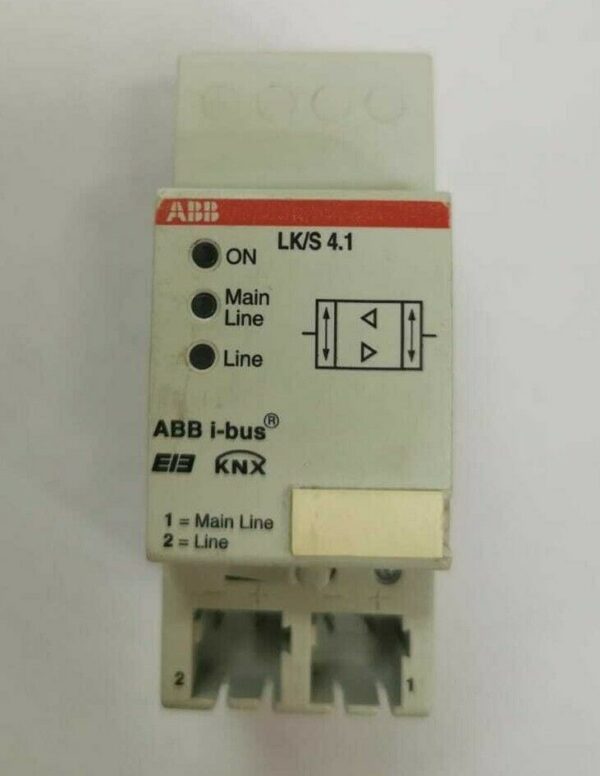 ABB
LK/S 4.1
ON
Main
Line
Line
ABB i-bus®
EIB KNX
1 = Main Line
2 = Line
2
1